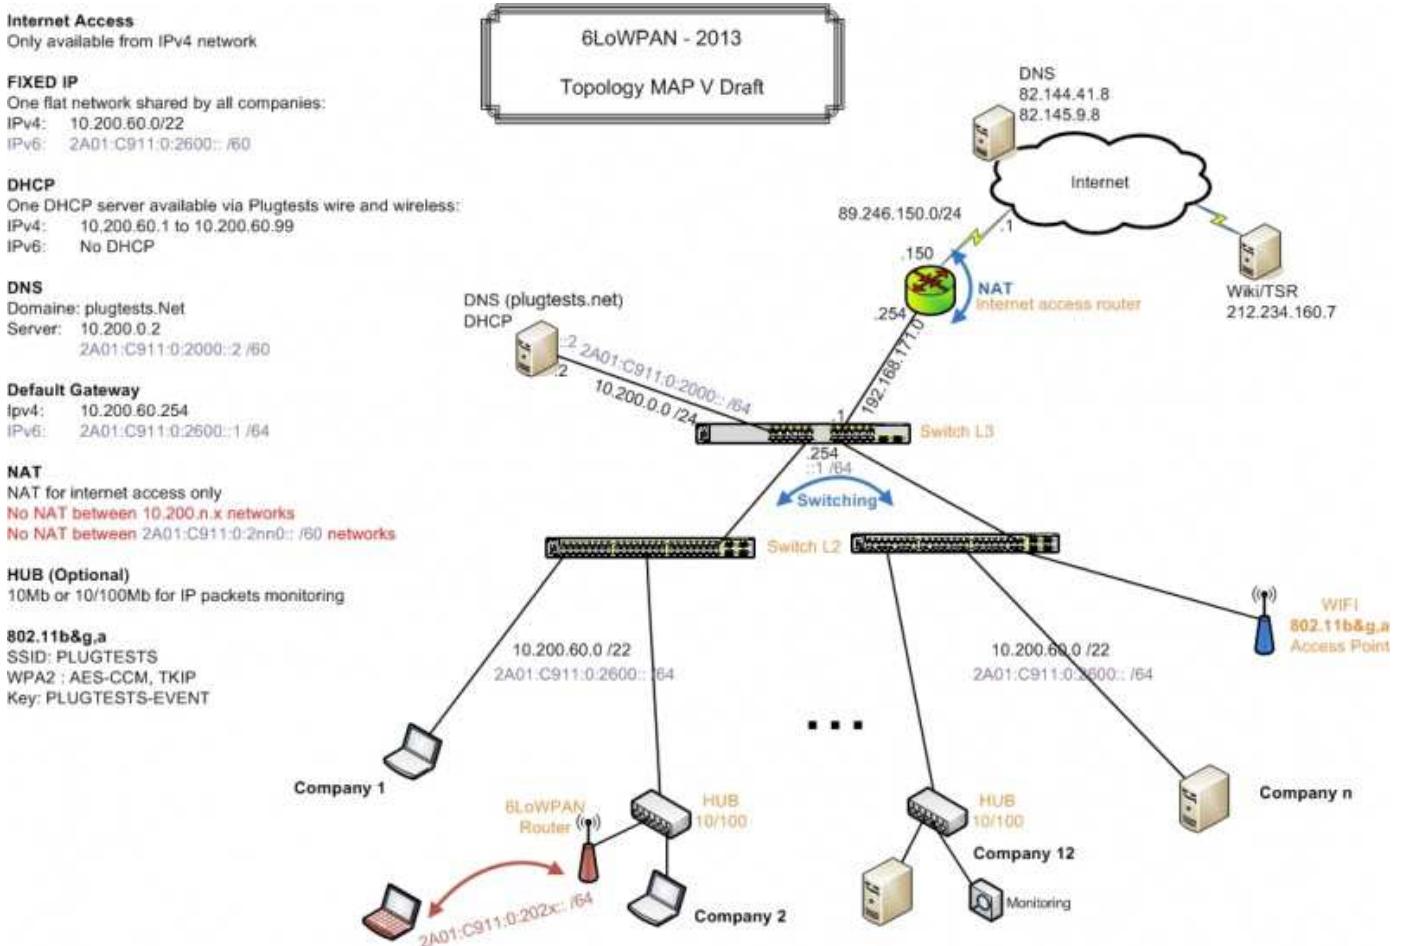 Internet Access
Only available from IPv4 network
FIXED IP
One flat network shared by all companies:
IPv4: 10.200.60.0/22
IPv6: 2A01:C911:0:2600:: /60
DHCP
One DHCP server available via Plugtests wire and wireless:
IPv4: 10.200.60.1 to 10.200.60.99
IPv6: No DHCP
DNS
Domaine: plugtests.Net
Server: 10.200.0.2
2A01:C911:0:2000::2 /60
Default Gateway
Ipv4: 10.200.60.254
IPv6: 2A01:C911:0:2600::1 /64
NAT
NAT for internet access only
No NAT between 10.200.n.x networks
No NAT between 2A01:C911:0:2nn0:: /60 networks
HUB (Optional)
10Mb or 10/100Mb for IP packets monitoring
802.11b&g,a
SSID: PLUGTESTS
WPA2 : AES-CCM, TKIP
Key: PLUGTESTS-EVENT
6LoWPAN - 2013
Topology MAP V Draft
DNS
82.144.41.8
82.145.9.8
Internet
89.246.150.0/24
.1
.150
NAT
Internet access router
.254
Wiki/TSR
212.234.160.7
DNS (plugtests.net)
DHCP
::2 2A01:C911:0:2000:: /64
.2
10.200.0.0 /24
192.168.171.0
.1
Switch L3
.254
::1 /64
Switching
Switch L2
WIFI
802.11b&g,a
Access Point
10.200.60.0 /22
2A01:C911:0:2600:: /64
10.200.60.0 /22
2A01:C911:0:2600:: /64
...
Company 1
6LoWPAN
Router
HUB
10/100
HUB
10/100
Company n
Company 12
Monitoring
Company 2
2A01:C911:0:202x:: /64